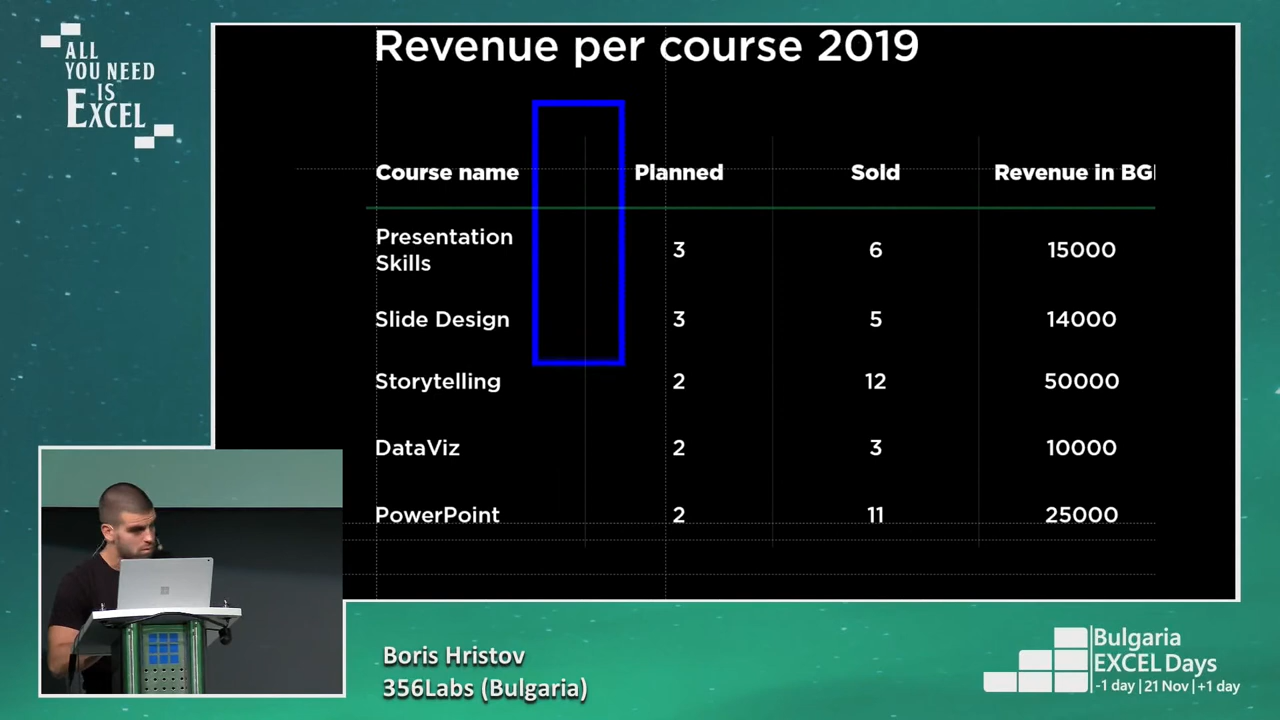 ALL
YOU NEED
IS
EXCEL
Revenue per course 2019
Course name Planned Sold Revenue in BG
Presentation
Skills 3 6 15000
Slide Design 3 5 14000
Storytelling 2 12 50000
DataViz 2 3 10000
PowerPoint 2 11 25000
Boris Hristov
356Labs (Bulgaria)
Bulgaria
EXCEL Days
-1 day | 21 Nov | +1 day